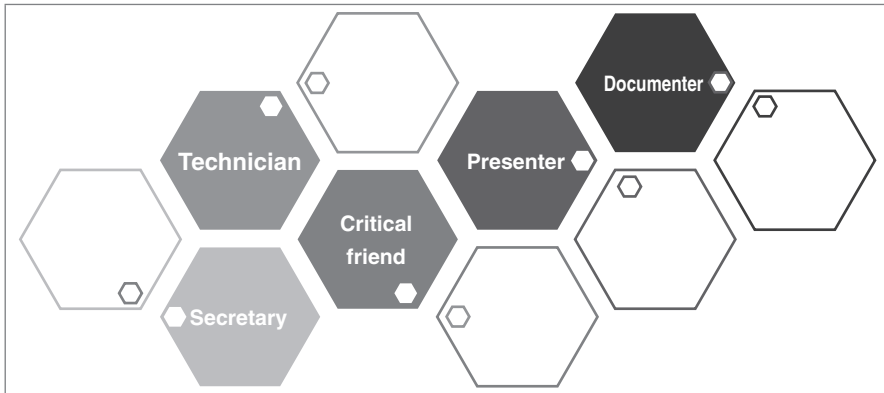 Documenter
Technician
Presenter
Critical
friend
Secretary